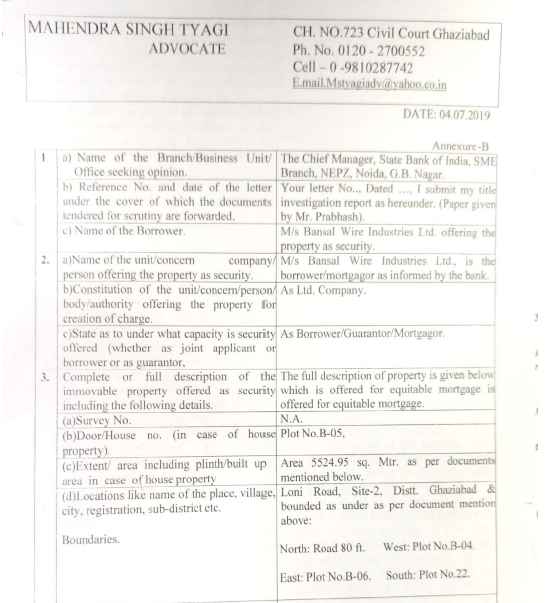 MAHENDRA SINGH TYAGI
ADVOCATE
CH. NO.723 Civil Court Ghaziabad
Ph. No. 0120 - 2700552
Cell – 0 -9810287742
E.mail.Mstyagiadv@yahoo.co.in
DATE: 04.07.2019
Annexure-B
1
a) Name of the Branch/Business Unit/
Office seeking opinion.
The Chief Manager, State Bank of India, SME
Branch, NEPZ, Noida, G.B. Nagar.
b) Reference No. and date of the letter
under the cover of which the documents
tendered for scrutiny are forwarded.
Your letter No.., Dated …, I submit my title
investigation report as hereunder. (Paper given
by Mr. Prabhash).
c) Name of the Borrower.
M/s Bansal Wire Industries Ltd. offering the
property as security.
2.
a)Name of the unit/concern company/
person offering the property as security.
M/s Bansal Wire Industries Ltd., is the
borrower/mortgagor as informed by the bank.
b)Constitution of the unit/concern/person/
body/authority offering the property for
creation of charge.
As Ltd. Company.
c)State as to under what capacity is security
offered (whether as joint applicant or
borrower or as guarantor,
As Borrower/Guarantor/Mortgagor.
3.
Complete or full description of the
immovable property offered as security
including the following details.
The full description of property is given below
which is offered for equitable mortgage is
offered for equitable mortgage.
(a)Survey No.
N.A.
(b)Door/House no. (in case of house
property).
Plot No.B-05,
(c)Extent/ area including plinth/built up
area in case of house property
Area 5524.95 sq. Mtr. as per documents
mentioned below.
(d)Locations like name of the place, village,
city, registration, sub-district etc.
Boundaries.
Loni Road, Site-2, Distt. Ghaziabad &
bounded as under as per document mention
above:
North: Road 80 ft. West: Plot No.B-04.
East: Plot No.B-06. South: Plot No.22.